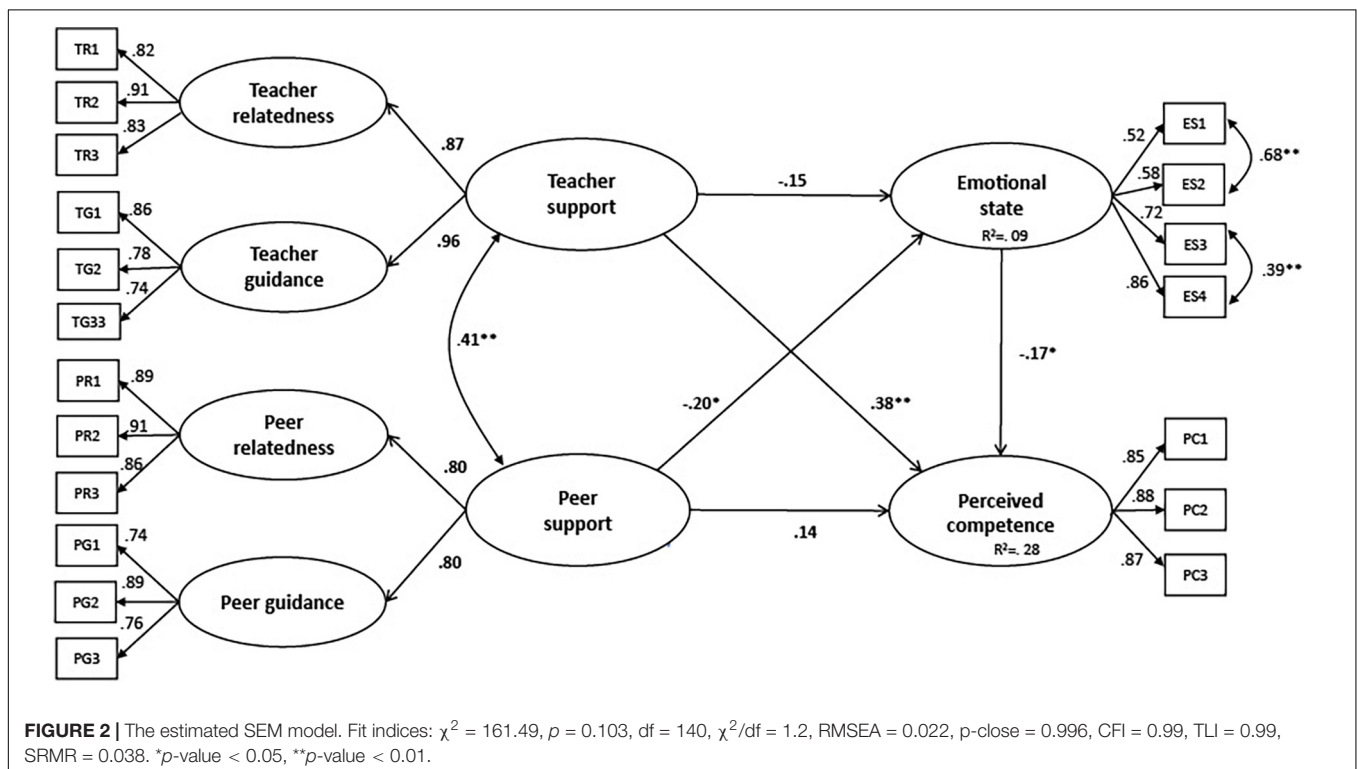 TR1
.82
TR2
.91
TR3
.83
Teacher
relatedness
TG1
.86
TG2
.78
TG33
.74
Teacher
guidance
.87
.96
Teacher
support
PR1
.89
PR2
.91
PR3
.86
Peer
relatedness
PG1
.74
PG2
.89
PG3
.76
Peer guidance
.80
.80
Peer
support
.41**
-.15
-.20*
.38**
.14
-.17*
Emotional
state
R²=. 09
ES1
.52
ES2
.58
ES3
.72
ES4
.86
.68**
.39**
Perceived
competence
R²=. 28
PC1
.85
PC2
.88
PC3
.87
FIGURE 2 | The estimated SEM model. Fit indices: χ² = 161.49, p = 0.103, df = 140, χ²/df = 1.2, RMSEA = 0.022, p-close = 0.996, CFI = 0.99, TLI = 0.99,
SRMR = 0.038. *p-value < 0.05, **p-value < 0.01.